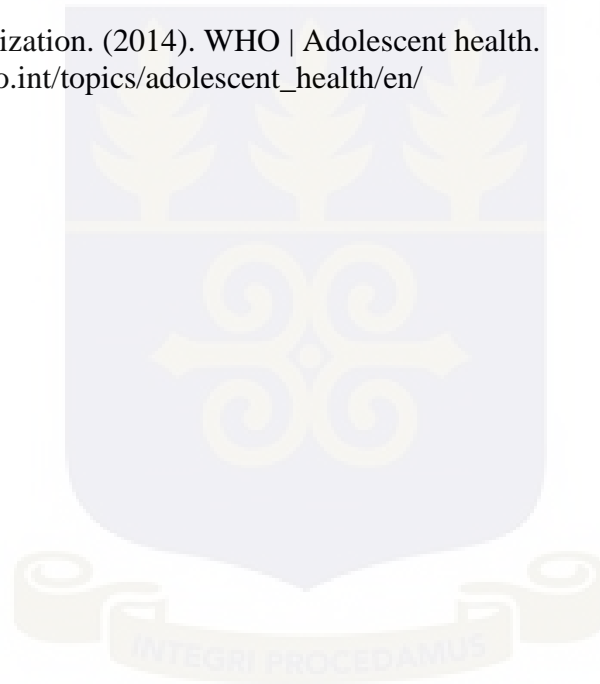 ization. (2014). WHO | Adolescent health.
o.int/topics/adolescent_health/en/
INTEGRI PROCEDAMUS